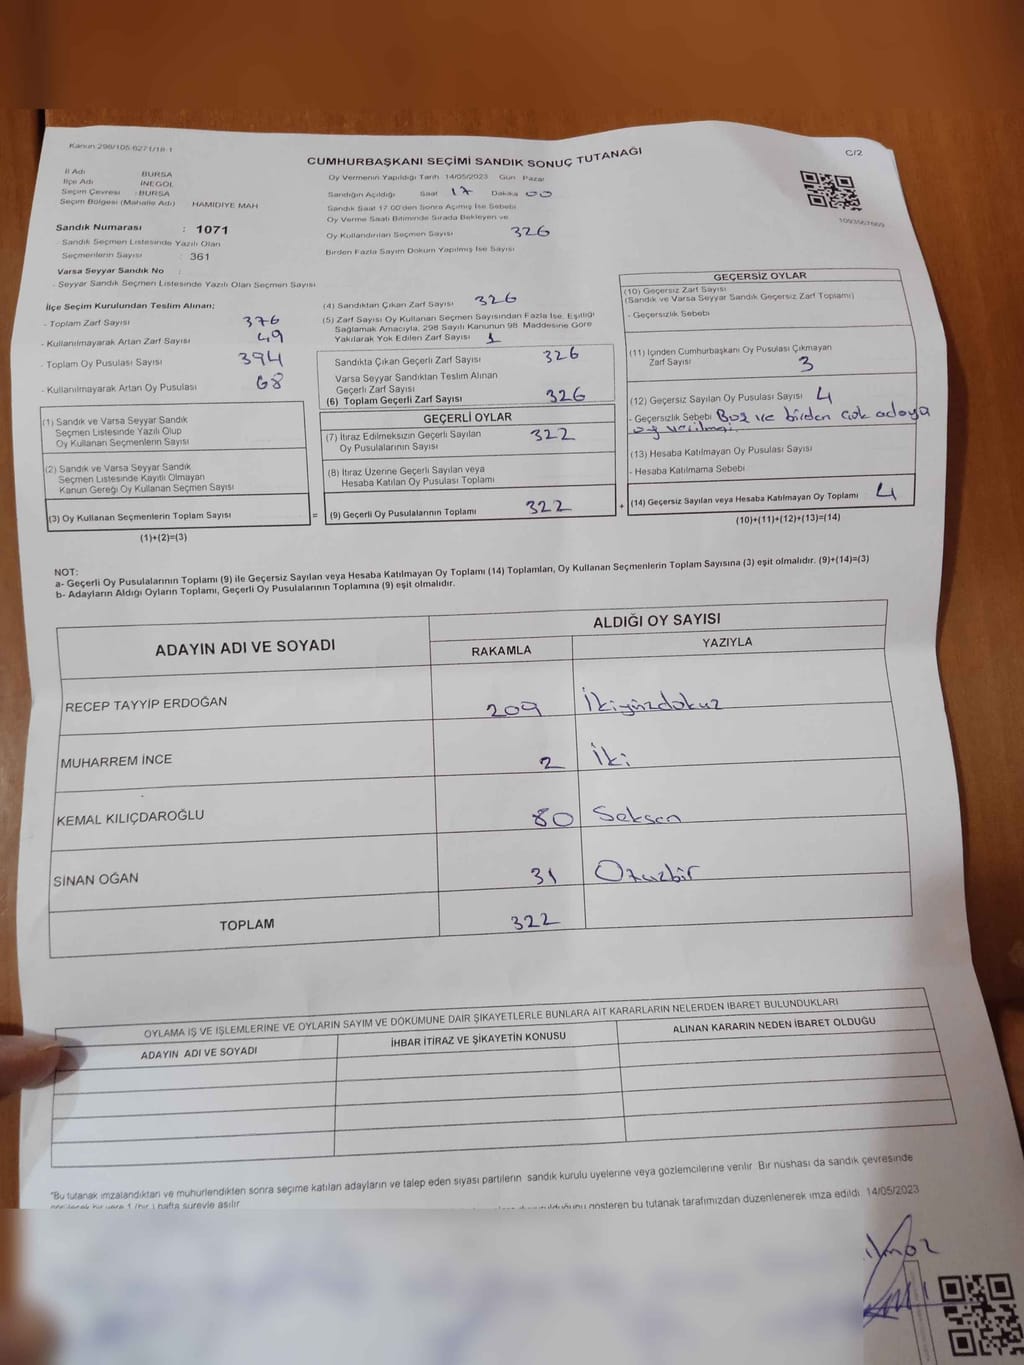 Kanun 298/105-6271/18-1
CUMHURBAŞKANI SEÇİMİ SANDIK SONUÇ TUTANAĞI
C/2
İl Adı BURSA
İlçe Adı İNEGÖL
Seçim Çevresi : BURSA
Seçim Bölgesi (Mahalle Adı) HAMİDİYE MAH
Sandık Numarası : 1071
- Sandık Seçmen Listesinde Yazılı Olan
Seçmenlerin Sayısı : 361
Varsa Seyyar Sandık No :
- Seyyar Sandık Seçmen Listesinde Yazılı Olan Seçmen Sayısı
Oy Vermenin Yapıldığı Tarih 14/05/2023 Gün Pazar
Sandığın Açıldığı Saat 17 Dakika 00
Sandık Saat 17.00'den Sonra Açımış İse Sebebi
Oy Verme Saati Bitiminde Sırada Bekleyen ve
Oy Kullandırılan Seçmen Sayısı 326
Birden Fazla Sayım Döküm Yapılmış İse Sayısı
1093567669
İlçe Seçim Kurulundan Teslim Alınan;
- Toplam Zarf Sayısı 376
- Kullanılmayarak Artan Zarf Sayısı 49
- Toplam Oy Pusulası Sayısı 394
- Kullanılmayarak Artan Oy Pusulası 68
(1) Sandık ve Varsa Seyyar Sandık
Seçmen Listesinde Yazılı Olup
Oy Kullanan Seçmenlerin Sayısı
(2) Sandık ve Varsa Seyyar Sandık
Seçmen Listesinde Kayıtlı Olmayan
Kanun Gereği Oy Kullanan Seçmen Sayısı
(3) Oy Kullanan Seçmenlerin Toplam Sayısı
(1)+(2)=(3)
(4) Sandıktan Çıkan Zarf Sayısı 326
(5) Zarf Sayısı Oy Kullanan Seçmen Sayısından Fazla İse, Eşitliği
Sağlamak Amacıyla, 298 Sayılı Kanunun 98. Maddesine Göre
Yakılarak Yok Edilen Zarf Sayısı 1
Sandıkta Çıkan Geçerli Zarf Sayısı 326
Varsa Seyyar Sandıktan Teslim Alınan
Geçerli Zarf Sayısı
(6) Toplam Geçerli Zarf Sayısı 326
GEÇERLİ OYLAR
(7) İtiraz Edilmeksizin Geçerli Sayılan
Oy Pusulalarının Sayısı 322
(8) İtiraz Üzerine Geçerli Sayılan veya
Hesaba Katılan Oy Pusulası Toplamı
= (9) Geçerli Oy Pusulalarının Toplamı 322 +
GEÇERSİZ OYLAR
(10) Geçersiz Zarf Sayısı
(Sandık ve Varsa Seyyar Sandık Geçersiz Zarf Toplamı)
- Geçersizlik Sebebi
(11) İçinden Cumhurbaşkanı Oy Pusulası Çıkmayan
Zarf Sayısı 3
(12) Geçersiz Sayılan Oy Pusulası Sayısı 4
- Geçersizlik Sebebi Boş ve birden çok adaya
oy verilmesi
(13) Hesaba Katılmayan Oy Pusulası Sayısı
- Hesaba Katılmama Sebebi
(14) Geçersiz Sayılan veya Hesaba Katılmayan Oy Toplamı 4
(10)+(11)+(12)+(13)=(14)
NOT:
a- Geçerli Oy Pusulalarının Toplamı (9) ile Geçersiz Sayılan veya Hesaba Katılmayan Oy Toplamı (14) Toplamları, Oy Kullanan Seçmenlerin Toplam Sayısına (3) eşit olmalıdır. (9)+(14)=(3)
b- Adayların Aldığı Oyların Toplamı, Geçerli Oy Pusulalarının Toplamına (9) eşit olmalıdır.
ADAYIN ADI VE SOYADI ALDIĞI OY SAYISI
RAKAMLA YAZIYLA
RECEP TAYYİP ERDOĞAN 209 İkiyüzdokuz
MUHARREM İNCE 2 İki
KEMAL KILIÇDAROĞLU 80 Seksen
SİNAN OĞAN 31 Otuzbir
TOPLAM 322
OYLAMA İŞ VE İŞLEMLERİNE VE OYLARIN SAYIM VE DÖKÜMÜNE DAİR ŞİKAYETLERLE BUNLARA AİT KARARLARIN NELERDEN İBARET BULUNDUKLARI
ADAYIN ADI VE SOYADI İHBAR İTİRAZ VE ŞİKAYETİN KONUSU ALINAN KARARIN NEDEN İBARET OLDUĞU
"Bu tutanak imzalandıktan ve mühürlendikten sonra seçime katılan adayların ve talep eden siyasi partilerin sandık kurulu üyelerine veya gözlemcilerine verilir. Bir nüshası da sandık çevresinde
1 (bir) hafta süreyle asılır gösteren bu tutanak tarafımızdan düzenlenerek imza edildi. 14/05/2023